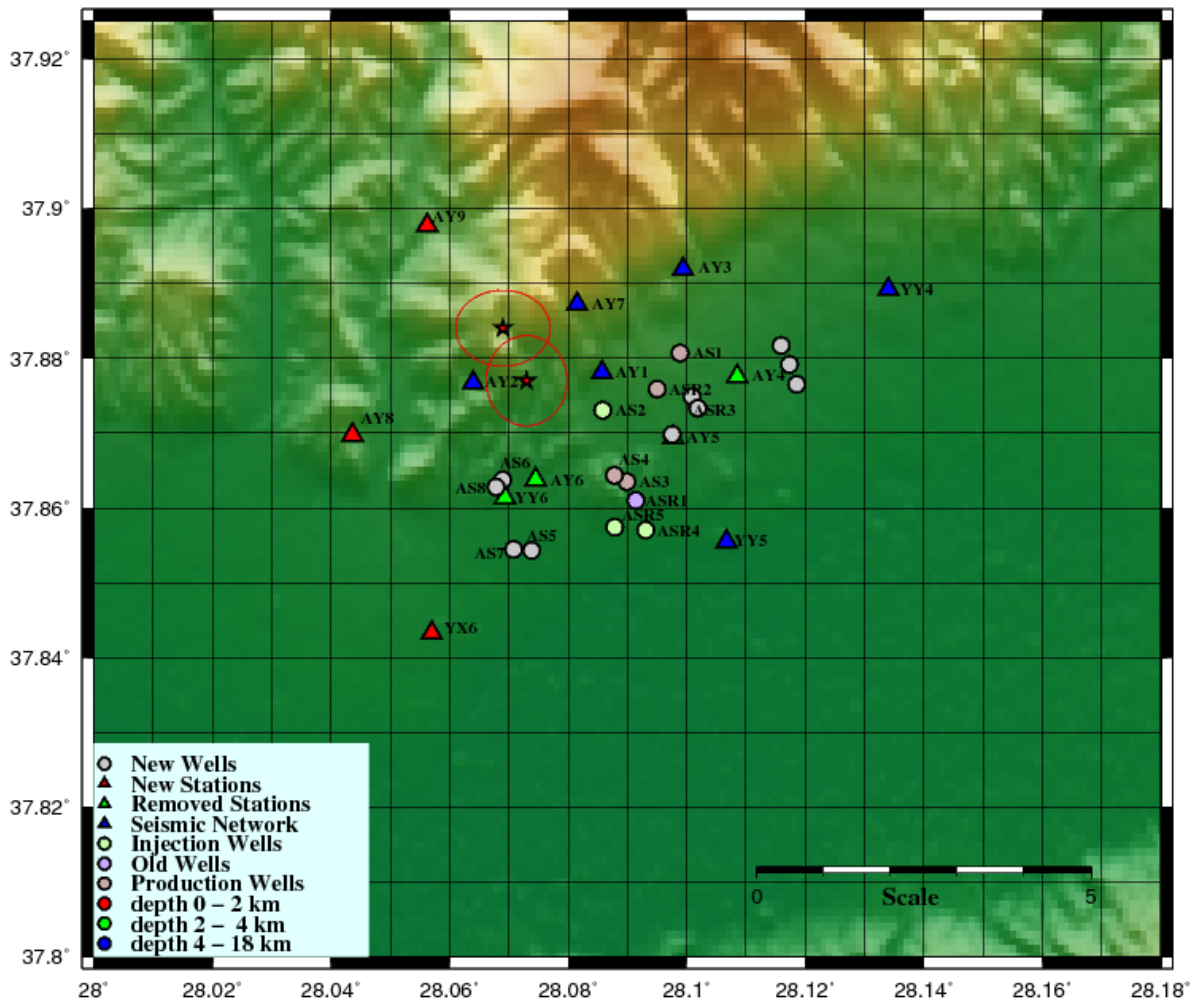 37.92°
37.9°
37.88°
37.86°
37.84°
37.82°
37.8°
AY9
AY3
AY7
YY4
AS1
AY2
AY1
AY4
ASR2
AS2
ASR3
AY8
AY5
AS6
AS4
AY6
AS3
AS8
YY6
ASR1
ASR5
ASR4
AS5
YY5
AS7
YX6
New Wells
New Stations
Removed Stations
Seismic Network
Injection Wells
Old Wells
Production Wells
depth 0 – 2 km
depth 2 – 4 km
depth 4 – 18 km
0 Scale 5
28° 28.02° 28.04° 28.06° 28.08° 28.1° 28.12° 28.14° 28.16° 28.18°